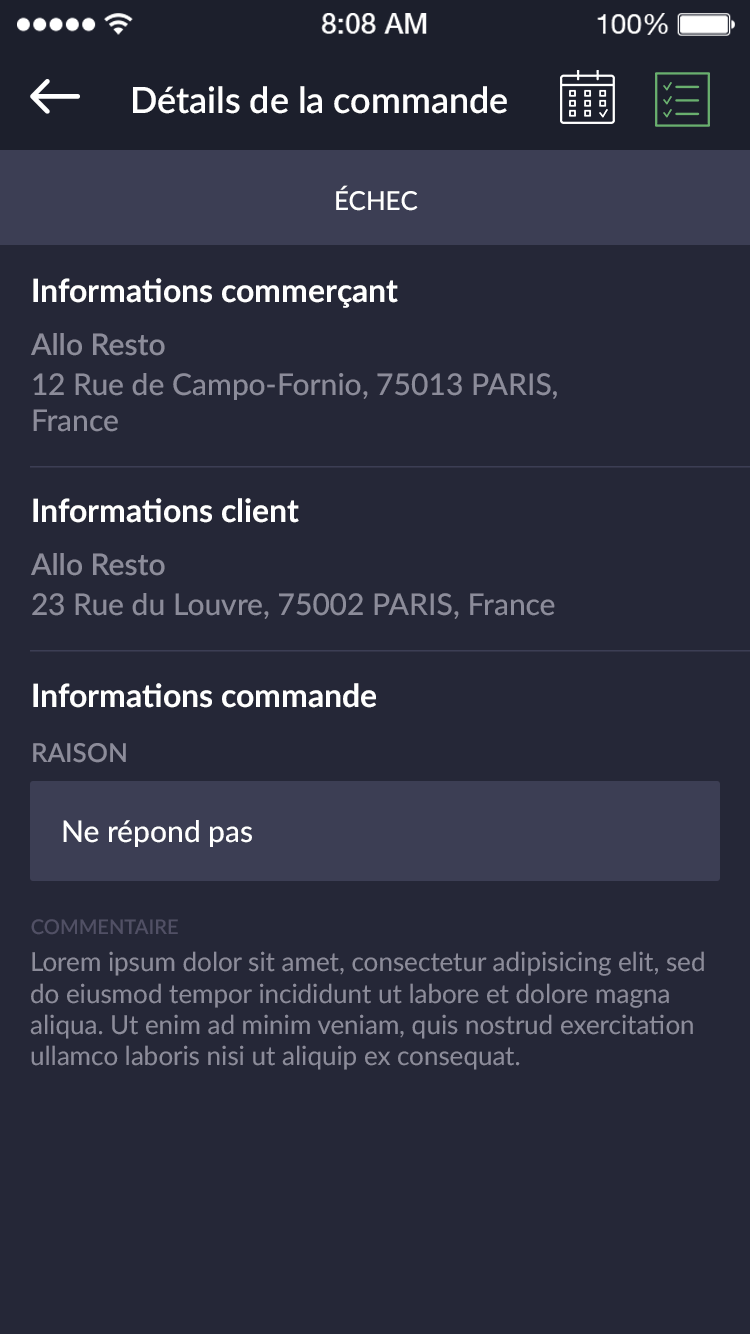 8:08 AM 100%
Détails de la commande
ÉCHEC
Informations commerçant
Allo Resto
12 Rue de Campo-Fornio, 75013 PARIS,
France
Informations client
Allo Resto
23 Rue du Louvre, 75002 PARIS, France
Informations commande
RAISON
Ne répond pas
COMMENTAIRE
Lorem ipsum dolor sit amet, consectetur adipisicing elit, sed
do eiusmod tempor incididunt ut labore et dolore magna
aliqua. Ut enim ad minim veniam, quis nostrud exercitation
ullamco laboris nisi ut aliquip ex consequat.